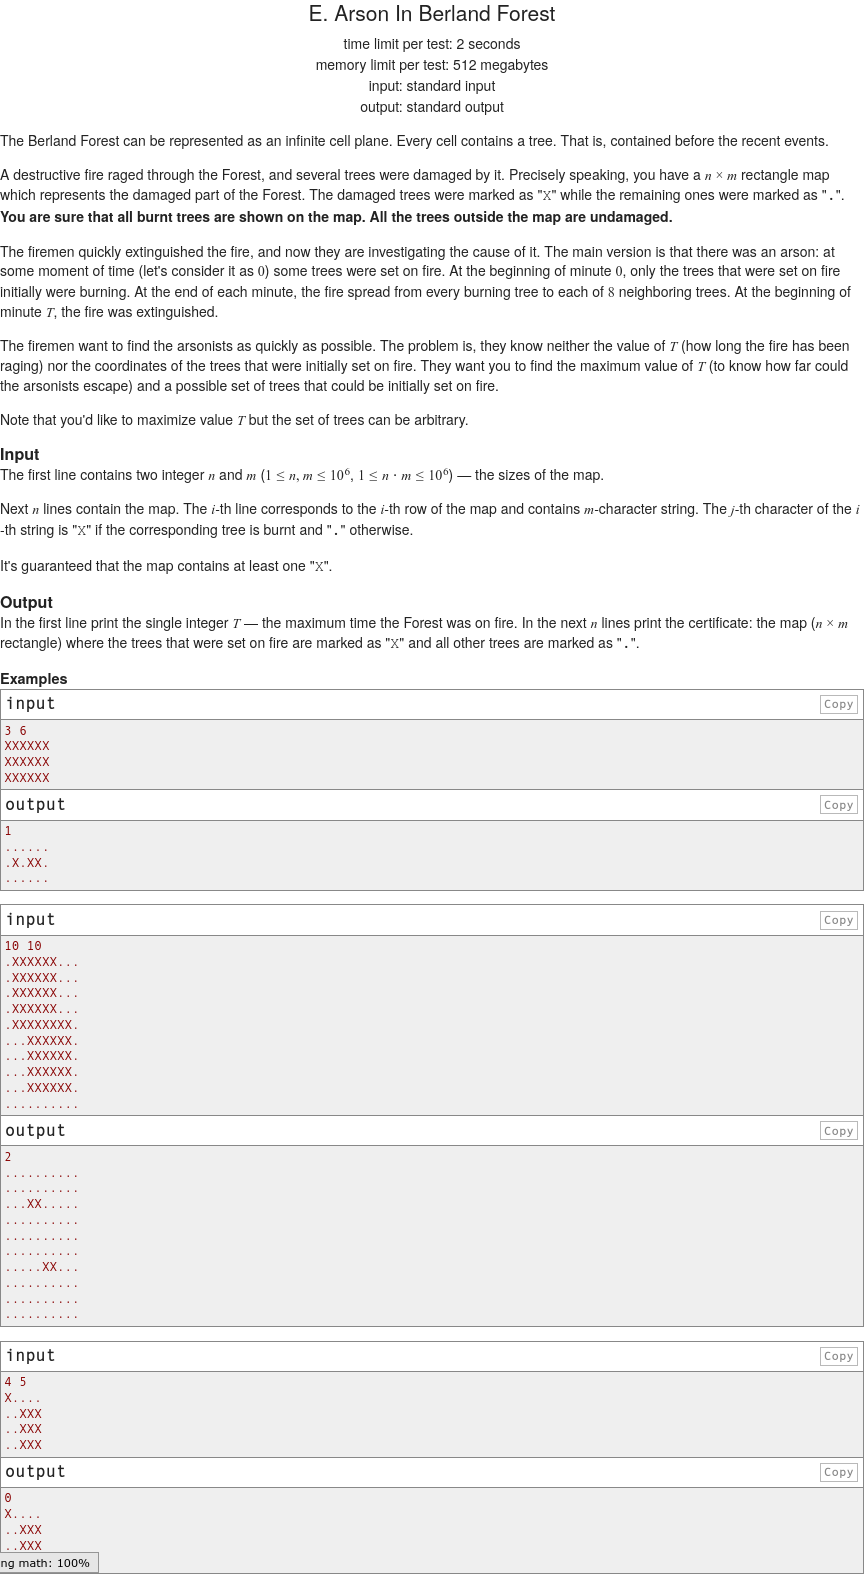 E. Arson In Berland Forest
time limit per test: 2 seconds
memory limit per test: 512 megabytes
input: standard input
output: standard output
The Berland Forest can be represented as an infinite cell plane. Every cell contains a tree. That is, contained before the recent events.
A destructive fire raged through the Forest, and several trees were damaged by it. Precisely speaking, you have a n × m rectangle map
which represents the damaged part of the Forest. The damaged trees were marked as "X" while the remaining ones were marked as ".".
You are sure that all burnt trees are shown on the map. All the trees outside the map are undamaged.
The firemen quickly extinguished the fire, and now they are investigating the cause of it. The main version is that there was an arson: at
some moment of time (let's consider it as 0) some trees were set on fire. At the beginning of minute 0, only the trees that were set on fire
initially were burning. At the end of each minute, the fire spread from every burning tree to each of 8 neighboring trees. At the beginning of
minute T, the fire was extinguished.
The firemen want to find the arsonists as quickly as possible. The problem is, they know neither the value of T (how long the fire has been
raging) nor the coordinates of the trees that were initially set on fire. They want you to find the maximum value of T (to know how far could
the arsonists escape) and a possible set of trees that could be initially set on fire.
Note that you'd like to maximize value T but the set of trees can be arbitrary.
Input
The first line contains two integer n and m (1 ≤ n, m ≤ 10⁶, 1 ≤ n · m ≤ 10⁶) — the sizes of the map.
Next n lines contain the map. The i-th line corresponds to the i-th row of the map and contains m-character string. The j-th character of the i
-th string is "X" if the corresponding tree is burnt and "." otherwise.
It's guaranteed that the map contains at least one "X".
Output
In the first line print the single integer T — the maximum time the Forest was on fire. In the next n lines print the certificate: the map (n × m
rectangle) where the trees that were set on fire are marked as "X" and all other trees are marked as ".".
Examples
input Copy
3 6
XXXXXX
XXXXXX
XXXXXX
output Copy
1
......
.X.XX.
......
input Copy
10 10
.XXXXXX...
.XXXXXX...
.XXXXXX...
.XXXXXX...
.XXXXXXXX.
...XXXXXX.
...XXXXXX.
...XXXXXX.
...XXXXXX.
..........
output Copy
2
..........
..........
...XX.....
..........
..........
..........
.....XX...
..........
..........
..........
input Copy
4 5
X....
..XXX
..XXX
..XXX
output Copy
0
X....
..XXX
..XXX
ng math: 100%